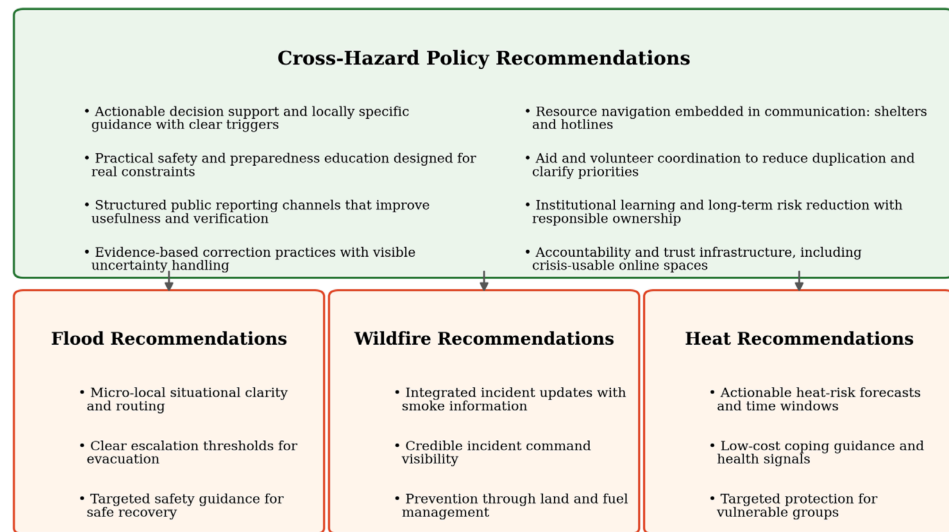 Cross-Hazard Policy Recommendations
• Actionable decision support and locally specific
guidance with clear triggers
• Practical safety and preparedness education designed for
real constraints
• Structured public reporting channels that improve
usefulness and verification
• Evidence-based correction practices with visible
uncertainty handling
• Resource navigation embedded in communication: shelters
and hotlines
• Aid and volunteer coordination to reduce duplication and
clarify priorities
• Institutional learning and long-term risk reduction with
responsible ownership
• Accountability and trust infrastructure, including
crisis-usable online spaces
Flood Recommendations
• Micro-local situational clarity
and routing
• Clear escalation thresholds for
evacuation
• Targeted safety guidance for
safe recovery
Wildfire Recommendations
• Integrated incident updates with
smoke information
• Credible incident command
visibility
• Prevention through land and fuel
management
Heat Recommendations
• Actionable heat-risk forecasts
and time windows
• Low-cost coping guidance and
health signals
• Targeted protection for
vulnerable groups